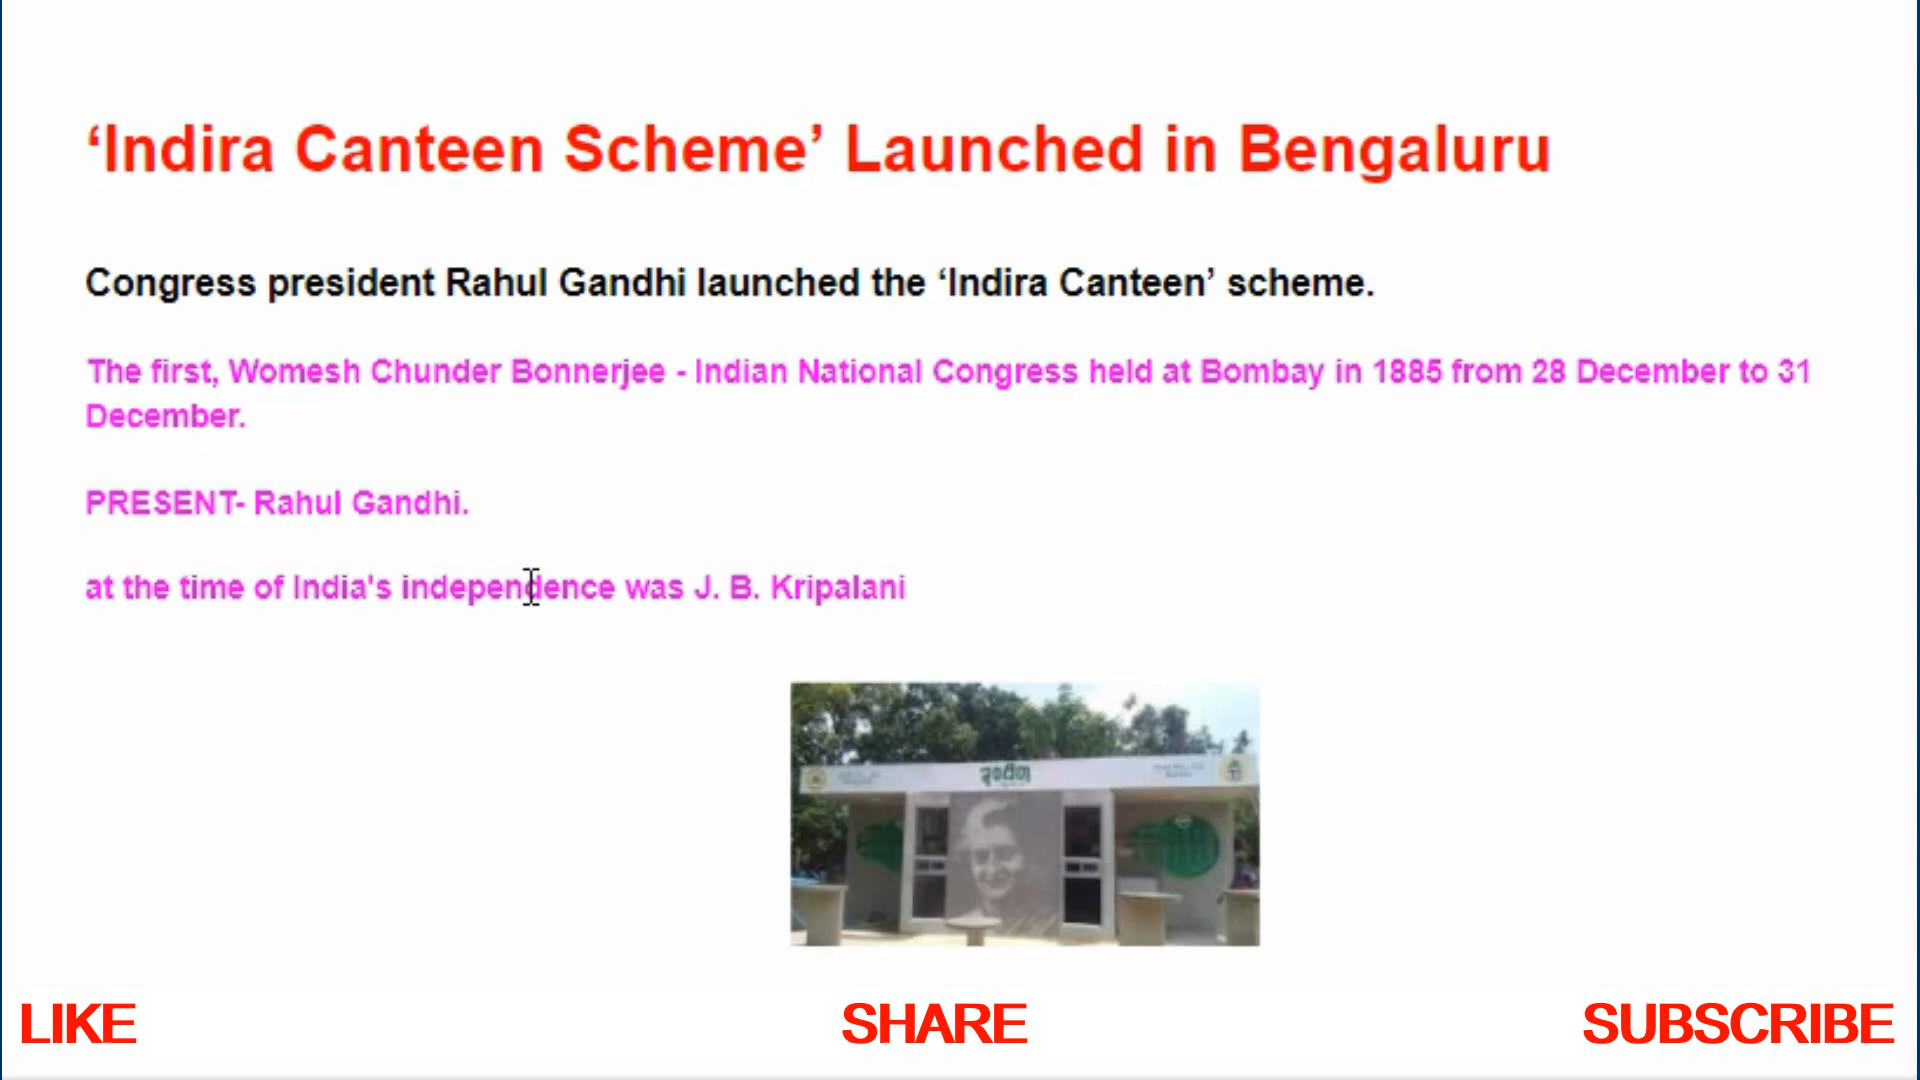 ‘Indira Canteen Scheme’ Launched in Bengaluru
Congress president Rahul Gandhi launched the ‘Indira Canteen’ scheme.
The first, Womesh Chunder Bonnerjee - Indian National Congress held at Bombay in 1885 from 28 December to 31
December.
PRESENT- Rahul Gandhi.
at the time of India's independence was J. B. Kripalani
LIKE SHARE SUBSCRIBE